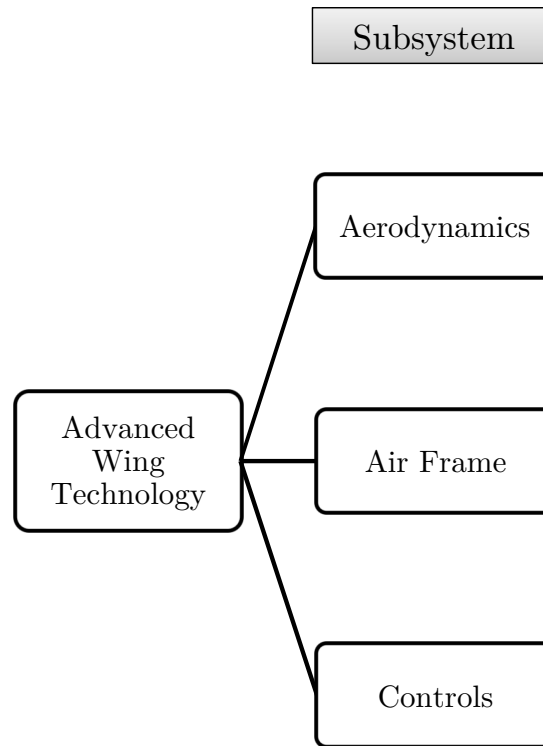 Subsystem
Aerodynamics
Advanced
Wing
Technology
Air Frame
Controls